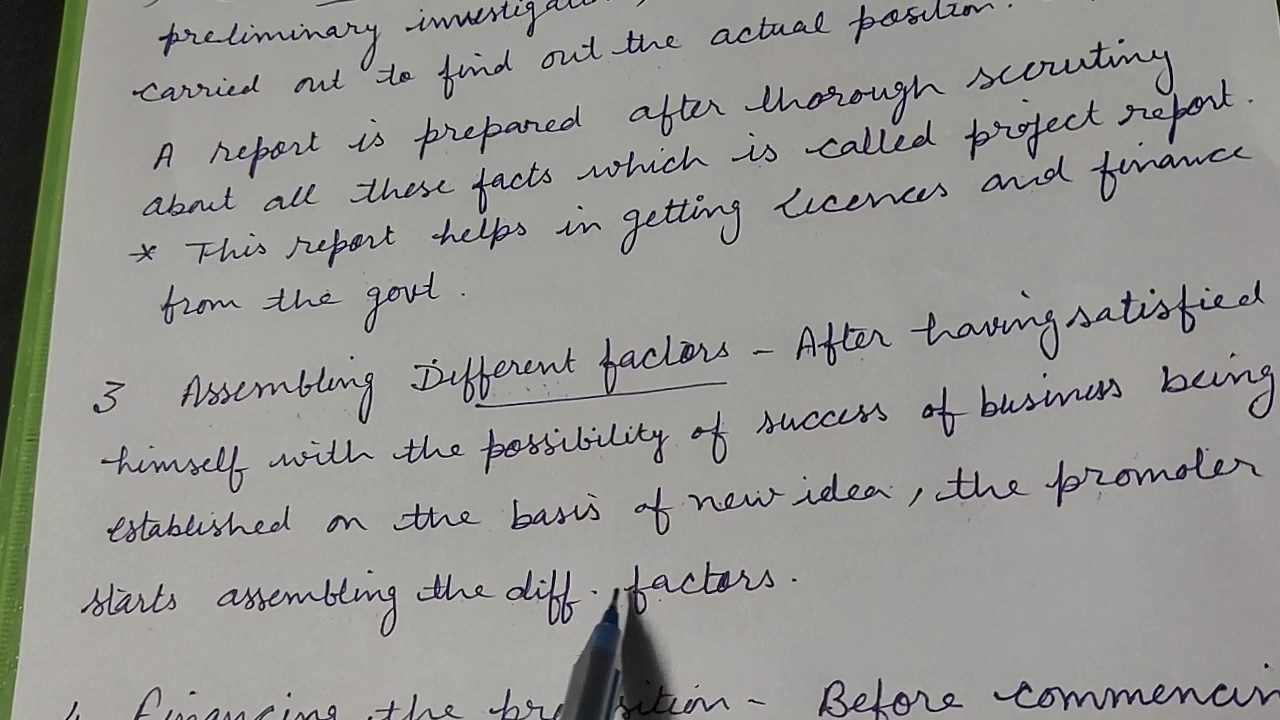 preliminary
carried out to find out the actual position.
A report is prepared after thorough scrutiny
about all these facts which is called project report.
* This report helps in getting licences and finance
from the govt.
3 Assembling Different factors - After having satisfied
himself with the possibility of success of business being
established on the basis of new idea, the promoter
starts assembling the diff. factors.
Financing the - Before